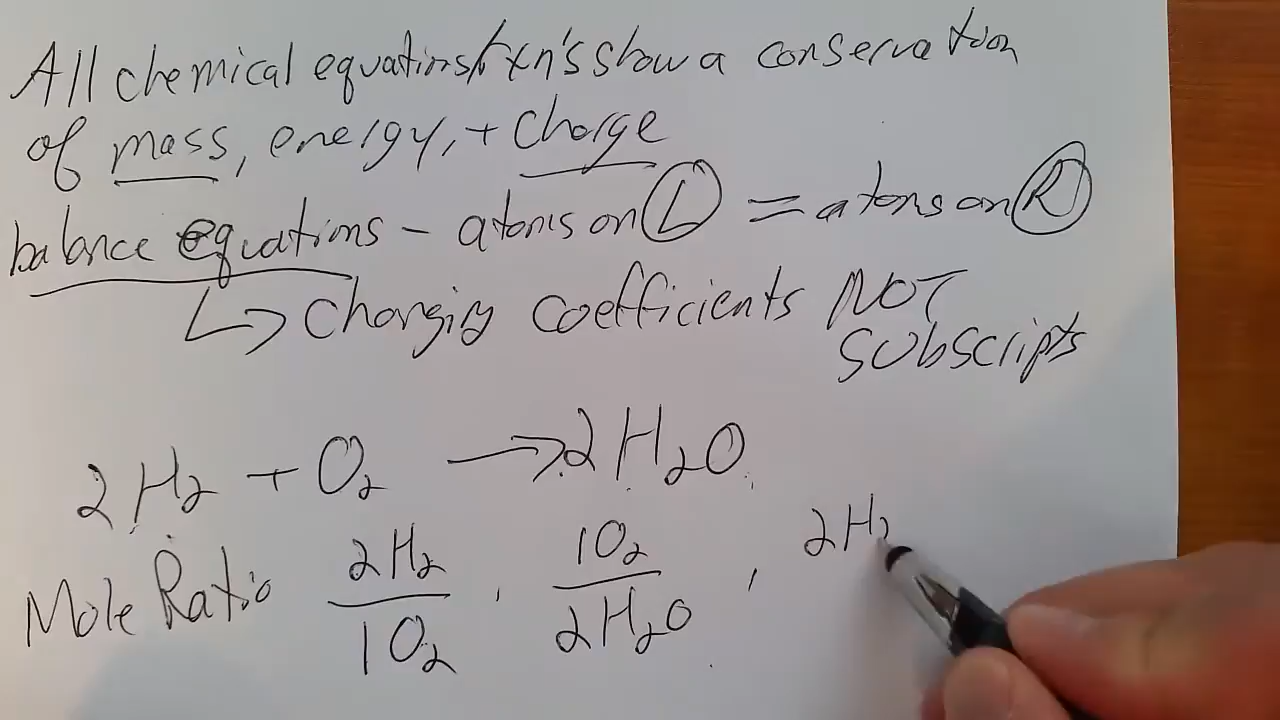 All chemical equations/rxn's show a conservation
of mass, energy, + charge
balance equations - atoms on L = atoms on R
↳ Changing coefficients NOT
subscripts
2H₂ + O₂ → 2H₂O
Mole Ratio 2H₂/1O₂, 1O₂/2H₂O, 2H₂